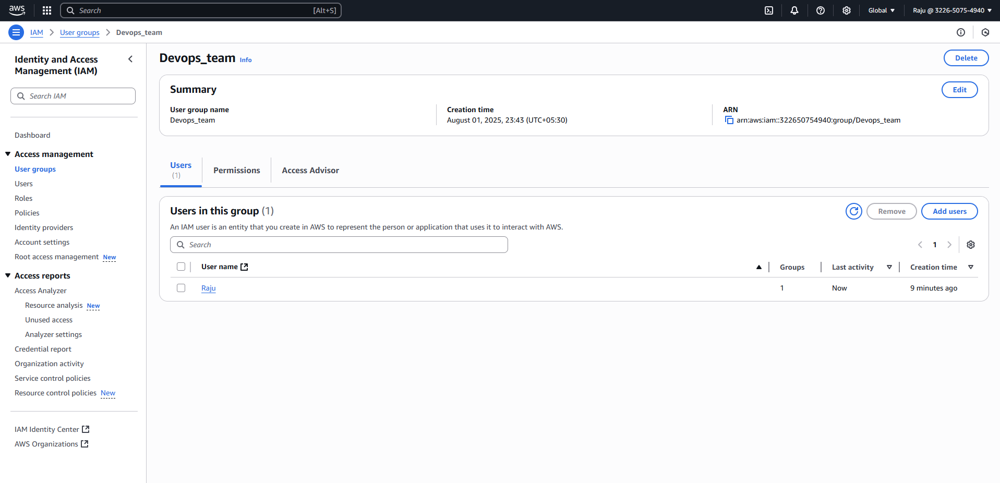 aws
Search [Alt+S]
Global
Raju @ 3226-5075-4940
IAM
User groups
Devops_team
Identity and Access
Management (IAM)
Search IAM
Dashboard
Access management
User groups
Users
Roles
Policies
Identity providers
Account settings
Root access management New
Access reports
Access Analyzer
Resource analysis New
Unused access
Analyzer settings
Credential report
Organization activity
Service control policies
Resource control policies New
IAM Identity Center
AWS Organizations
Devops_team Info
Delete
Summary
Edit
User group name
Devops_team
Creation time
August 01, 2025, 23:43 (UTC+05:30)
ARN
arn:aws:iam::322650754940:group/Devops_team
Users
(1)
Permissions
Access Advisor
Users in this group (1)
Remove
Add users
An IAM user is an entity that you create in AWS to represent the person or application that uses it to interact with AWS.
Search
1
User name Groups Last activity Creation time
Raju 1 Now 9 minutes ago